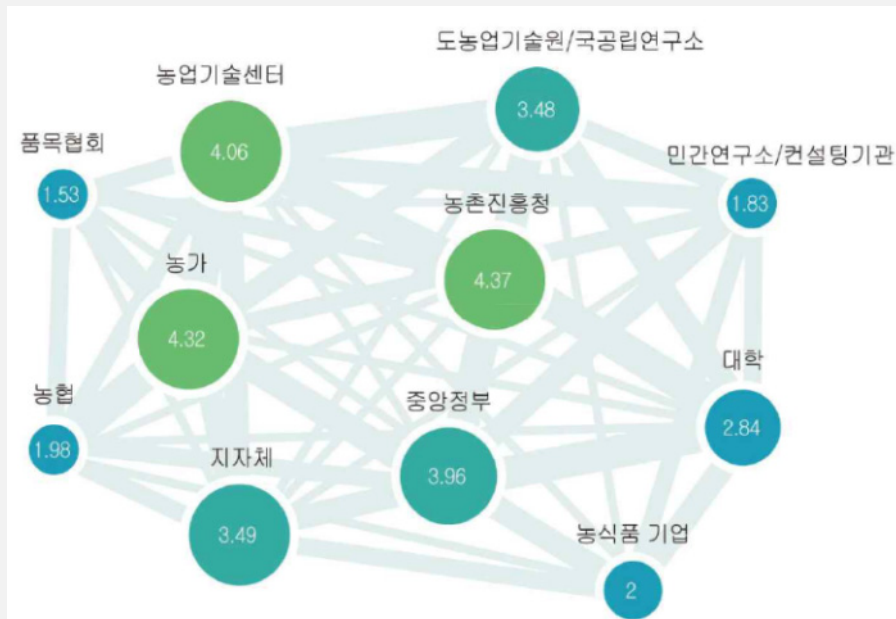 도농업기술원/국공립연구소
3.48
농업기술센터
4.06
품목협회
1.53
민간연구소/컨설팅기관
1.83
농촌진흥청
4.37
농가
4.32
대학
2.84
농협
1.98
중앙정부
3.96
지자체
3.49
농식품 기업
2